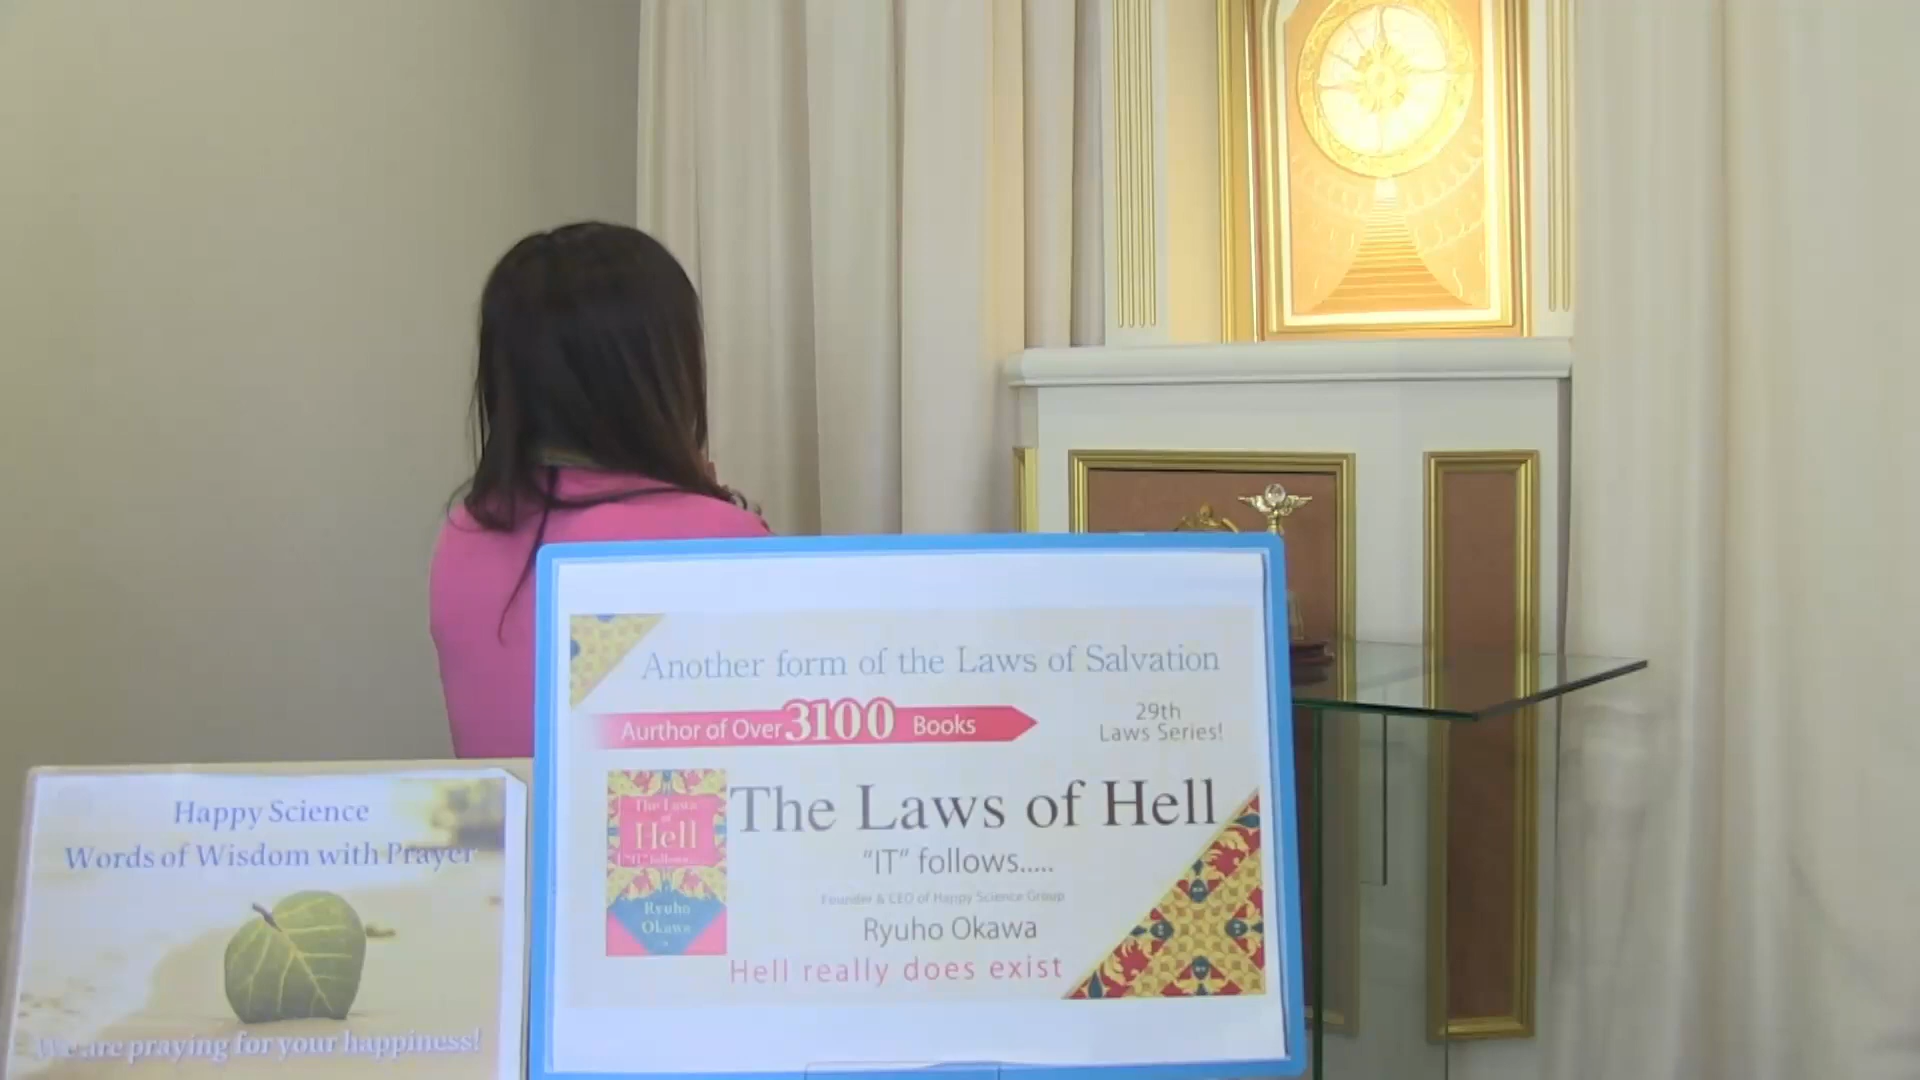 Another form of the Laws of Salvation
Aurthor of Over 3100 Books
29th
Laws Series!
The Laws of Hell
"IT" follows.....
Founder & CEO of Happy Science Group
Ryuho Okawa
Hell really does exist
The Laws
of
Hell
"IT" follows.....
Ryuho
Okawa
Happy Science
Words of Wisdom with Prayer
We are praying for your happiness!